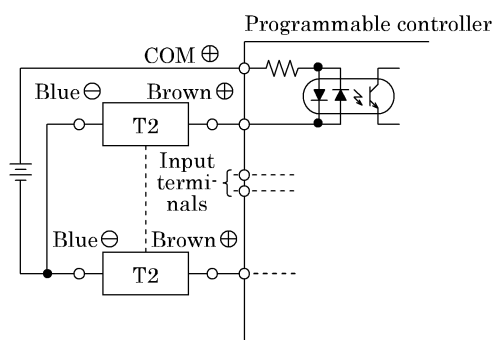 Programmable controller
COM ⊕
Blue ⊖ Brown ⊕
T2
Input
termi-
nals
Blue ⊖ Brown ⊕
T2